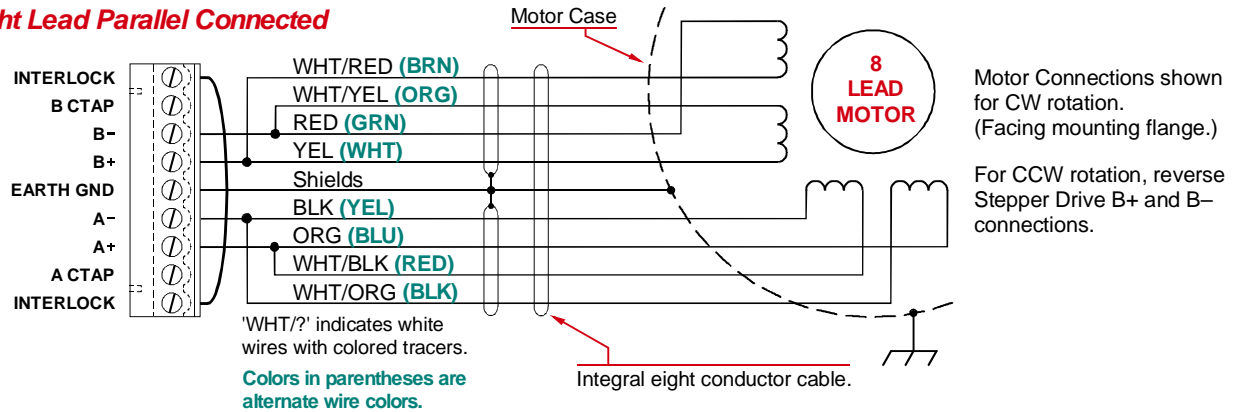 ht Lead Parallel Connected
Motor Case
INTERLOCK
B CTAP
B–
B+
EARTH GND
A–
A+
A CTAP
INTERLOCK
WHT/RED (BRN)
WHT/YEL (ORG)
RED (GRN)
YEL (WHT)
Shields
BLK (YEL)
ORG (BLU)
WHT/BLK (RED)
WHT/ORG (BLK)
8
LEAD
MOTOR
Motor Connections shown
for CW rotation.
(Facing mounting flange.)
For CCW rotation, reverse
Stepper Drive B+ and B–
connections.
'WHT/?' indicates white
wires with colored tracers.
Colors in parentheses are
alternate wire colors.
Integral eight conductor cable.